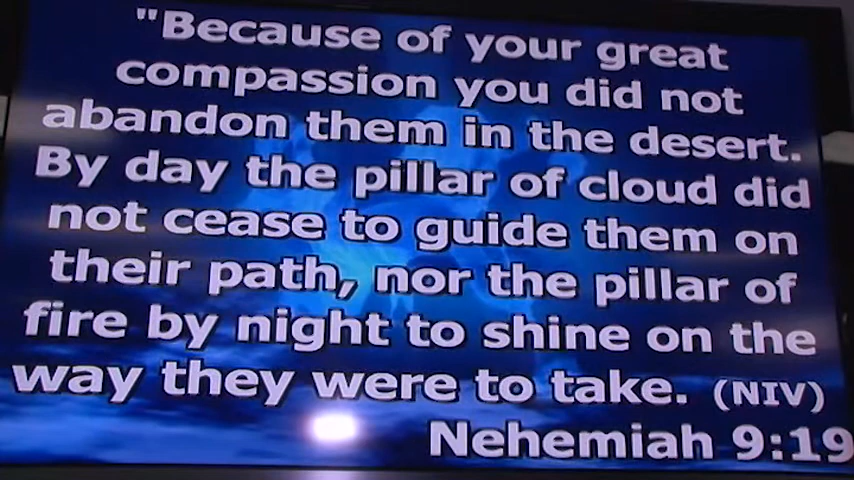 "Because of your great
compassion you did not
abandon them in the desert.
By day the pillar of cloud did
not cease to guide them on
their path, nor the pillar of
fire by night to shine on the
way they were to take. (NIV)
Nehemiah 9:19